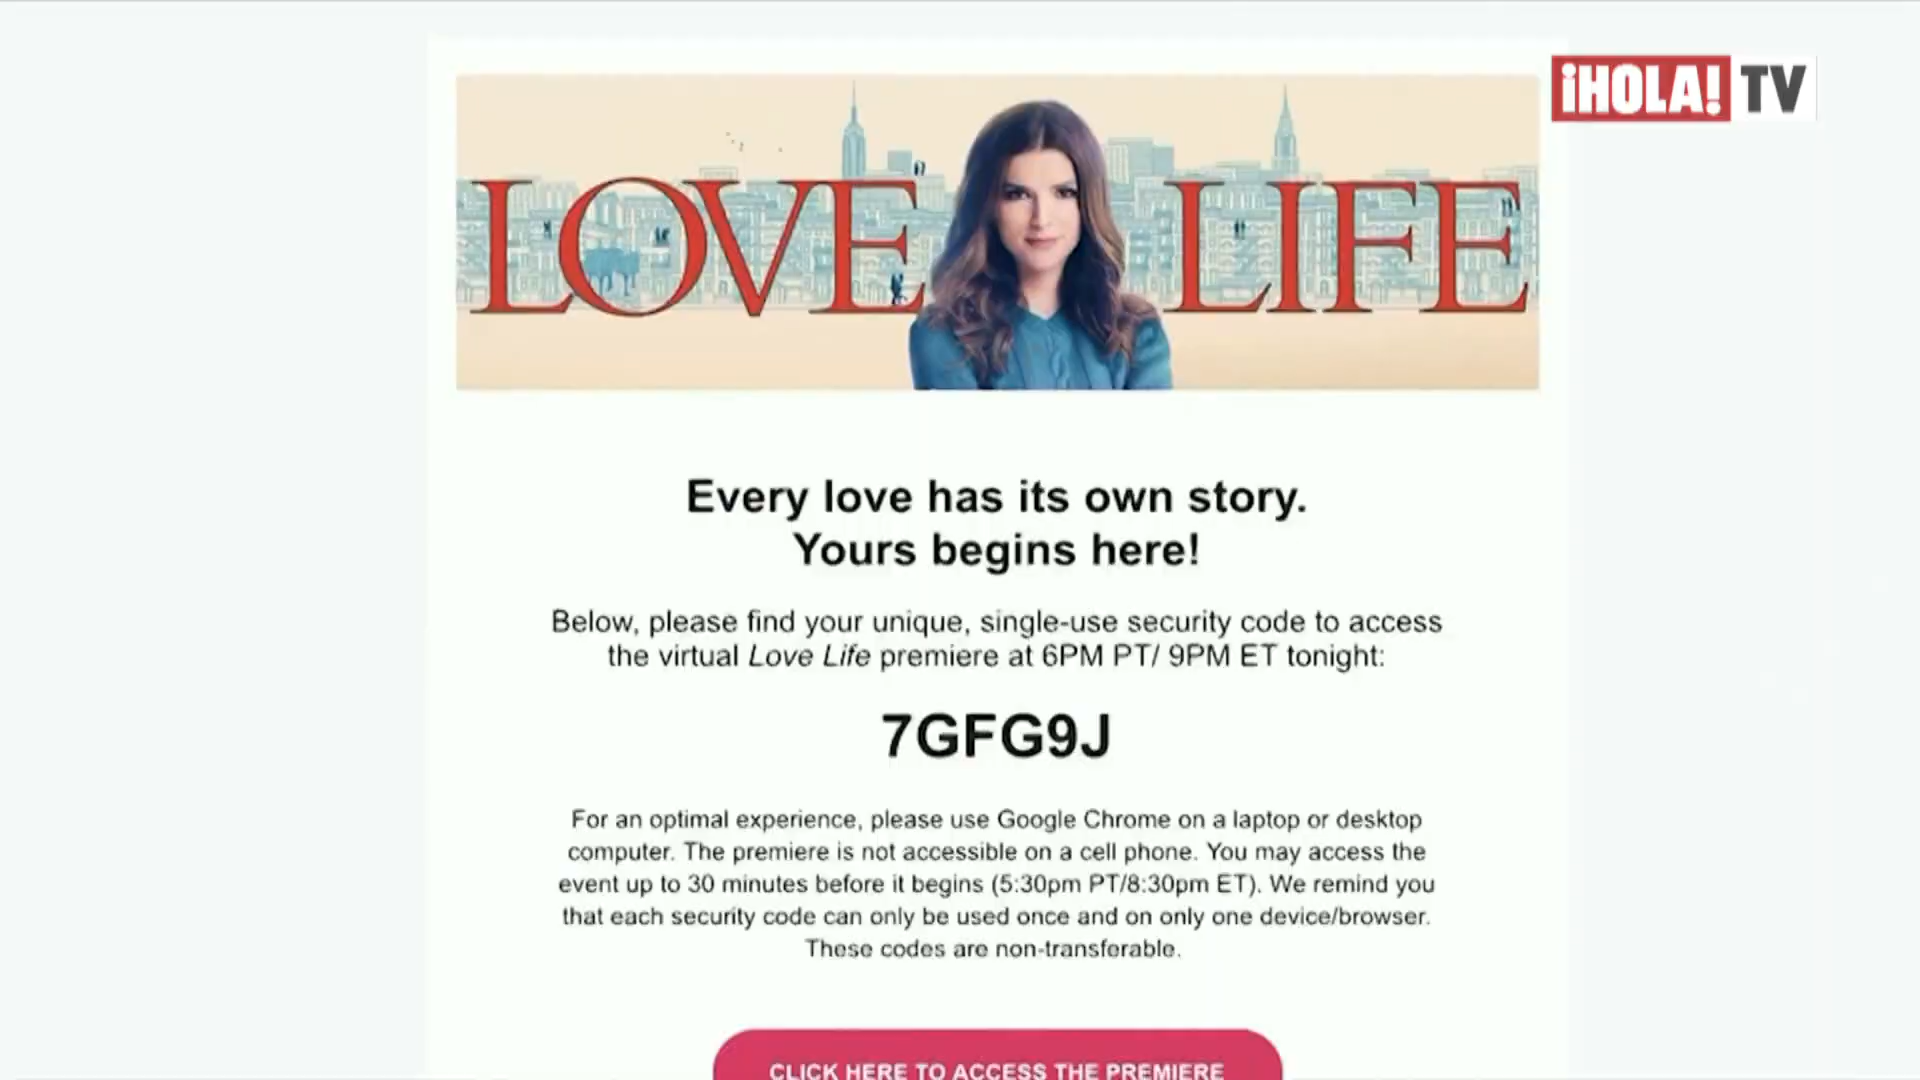 ¡HOLA! TV
LOVE LIFE
Every love has its own story.
Yours begins here!
Below, please find your unique, single-use security code to access
the virtual Love Life premiere at 6PM PT/ 9PM ET tonight:
7GFG9J
For an optimal experience, please use Google Chrome on a laptop or desktop
computer. The premiere is not accessible on a cell phone. You may access the
event up to 30 minutes before it begins (5:30pm PT/8:30pm ET). We remind you
that each security code can only be used once and on only one device/browser.
These codes are non-transferable.
CLICK HERE TO ACCESS THE PREMIERE